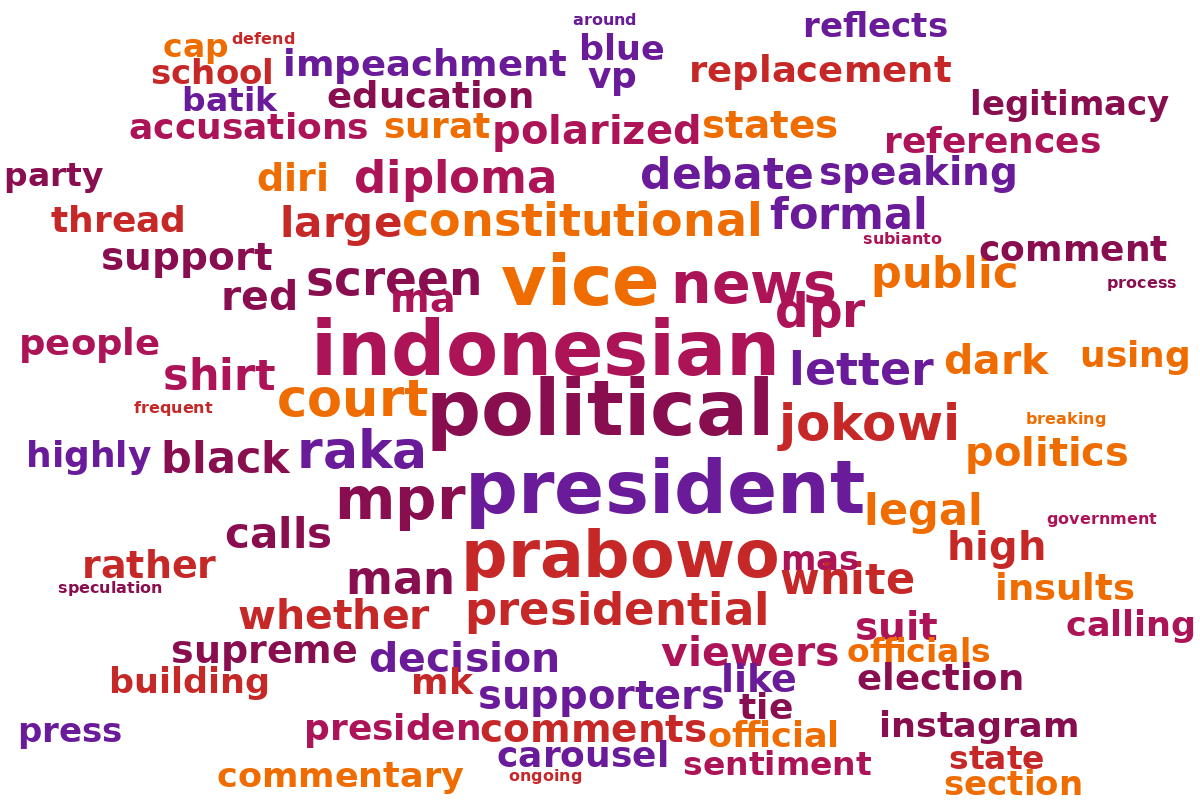 around
reflects
cap defend
blue
school impeachment vp replacement
batik education legitimacy
accusations surat polarized states references
party diri diploma debate speaking
thread large constitutional formal
support subianto comment
red screen vice news public process
ma dpr
people indonesian letter dark using
shirt court political jokowi
frequent breaking
highly black raka politics
mpr president legal
calls government
rather prabowo mas high
speculation man white insults
whether presidential suit calling
supreme decision viewers officials
building mk supporters like election
tie
press presiden comments official instagram
carousel sentiment state
commentary ongoing section